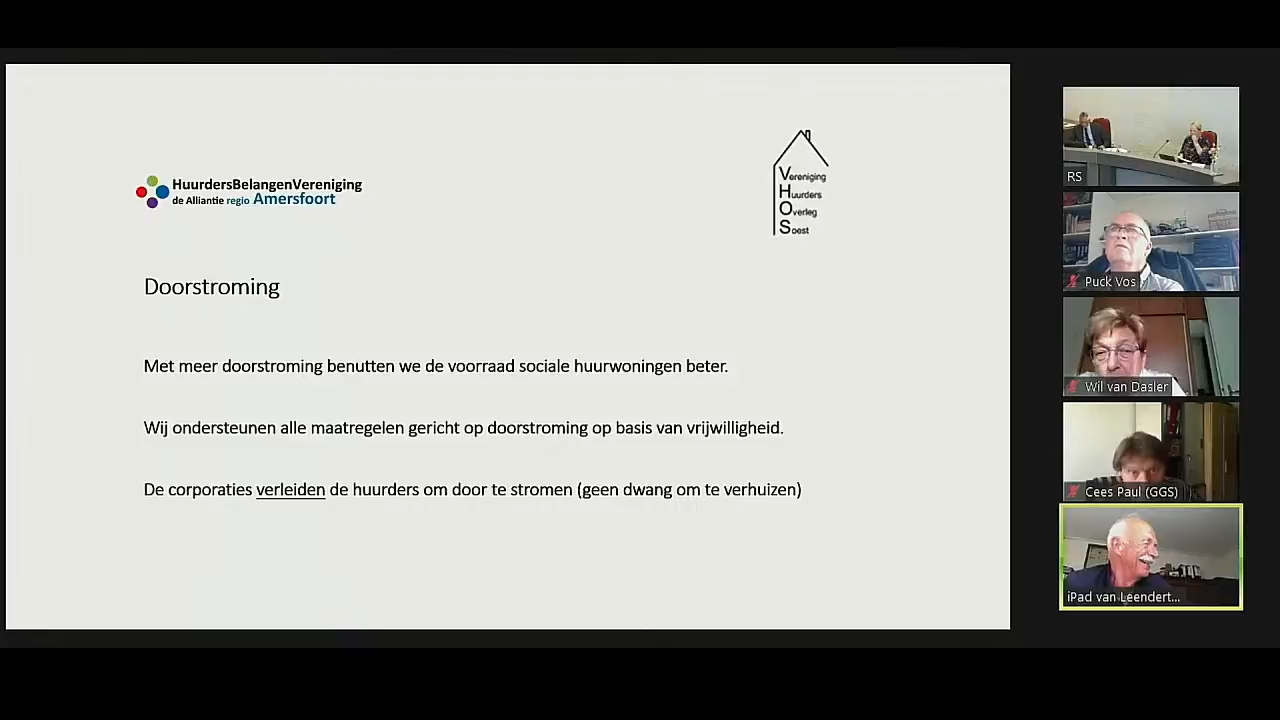 HuurdersBelangenVereniging
de Alliantie regio Amersfoort
Vereniging
Huurders
Overleg
Soest
Doorstroming
Met meer doorstroming benutten we de voorraad sociale huurwoningen beter.
Wij ondersteunen alle maatregelen gericht op doorstroming op basis van vrijwilligheid.
De corporaties verleiden de huurders om door te stromen (geen dwang om te verhuizen)
RS
Puck Vos
Wil van Dasler
Cees Paul (GGS)
iPad van Leendert...